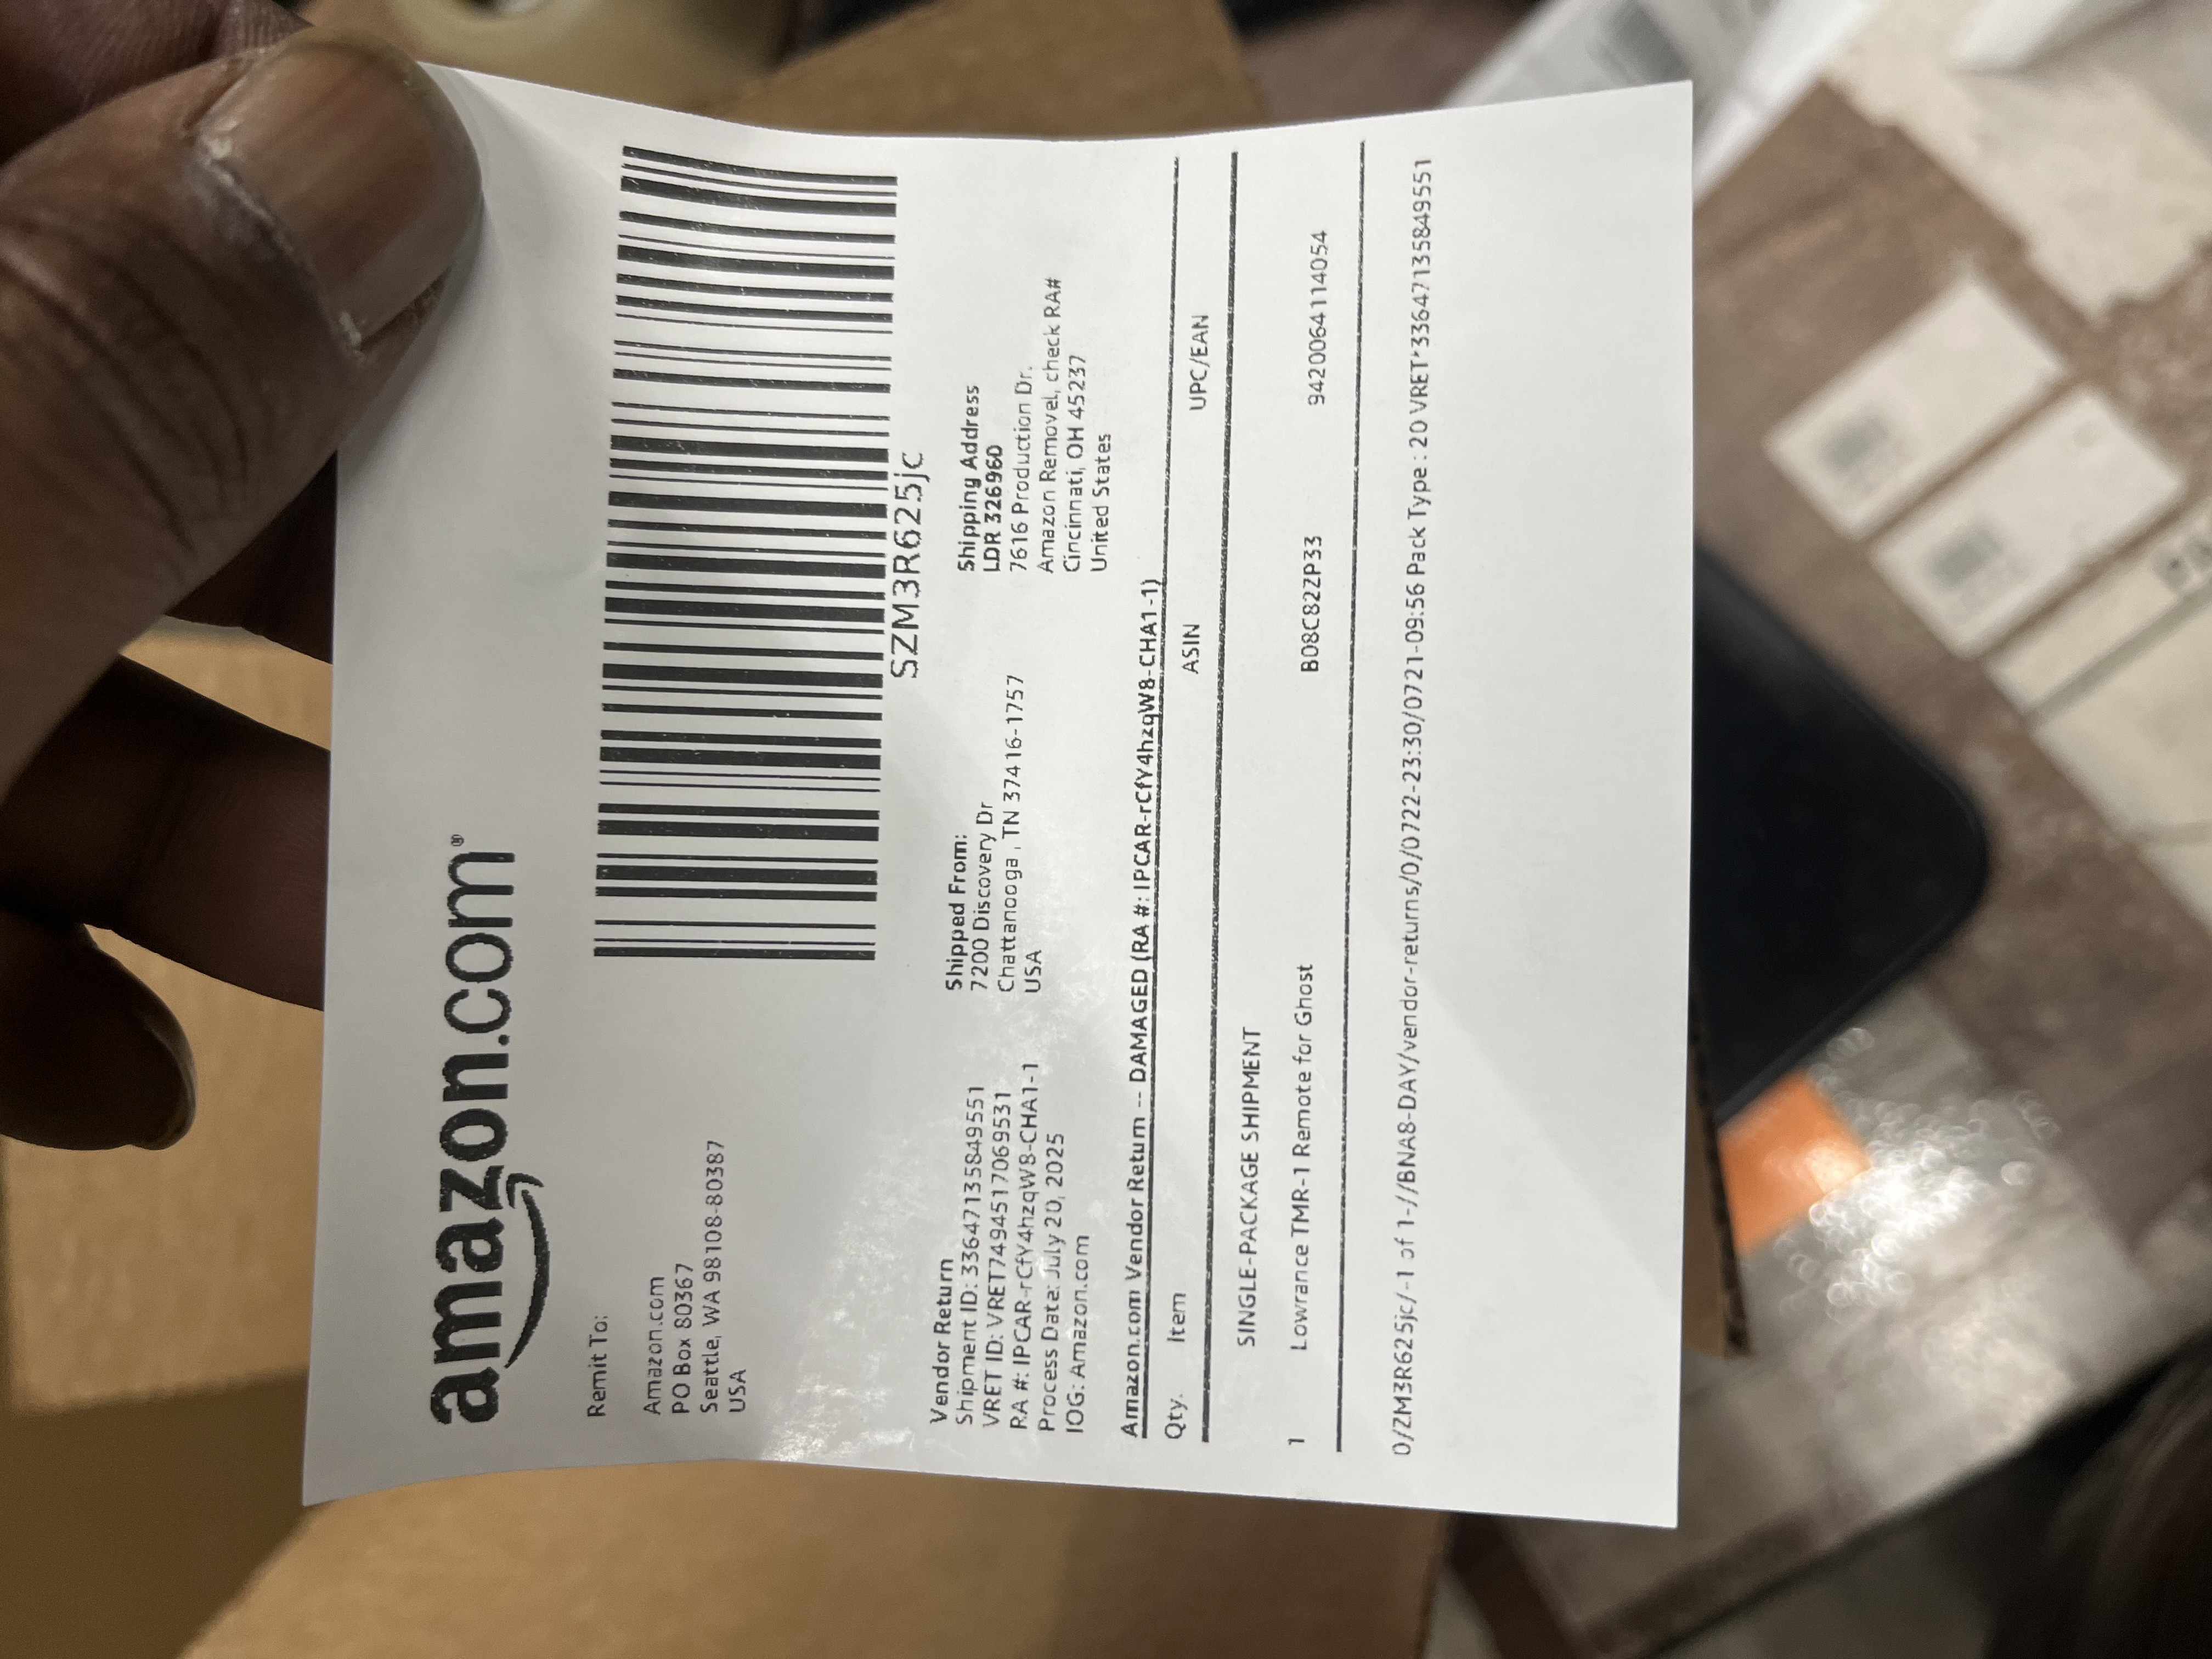 amazon.com®
Remit To:
Amazon.com
PO Box 80367
Seattle, WA 98108-80387
USA
SZM3R625jc
Vendor Return
Shipment ID: 33647135849551
VRET ID: VRET749451706953​1
RA #: IPCAR-rCfY4hzqW8-CHA1-1
Process Date: July 20, 2025
IOG: Amazon.com
Shipped From:
7200 Discovery Dr
Chattanooga , TN 37416-1757
USA
Shipping Address
LDR 326960
7616 Production Dr.
Amazon Removel, check RA#
Cincinnati, OH 45237
United States
Amazon.com Vendor Return -- DAMAGED (RA #: IPCAR-rCfY4hzqW8-CHA1-1)
Qty. Item ASIN UPC/EAN
SINGLE-PACKAGE SHIPMENT
1 Lowrance TMR-1 Remote for Ghost B08C82ZP33 9420064114054
0/ZM3R625jc/-1 of 1-//BNA8-DAY/vendor-returns/0/0722-23:30/0721-09:56 Pack Type : 20 VRET*33647135849551